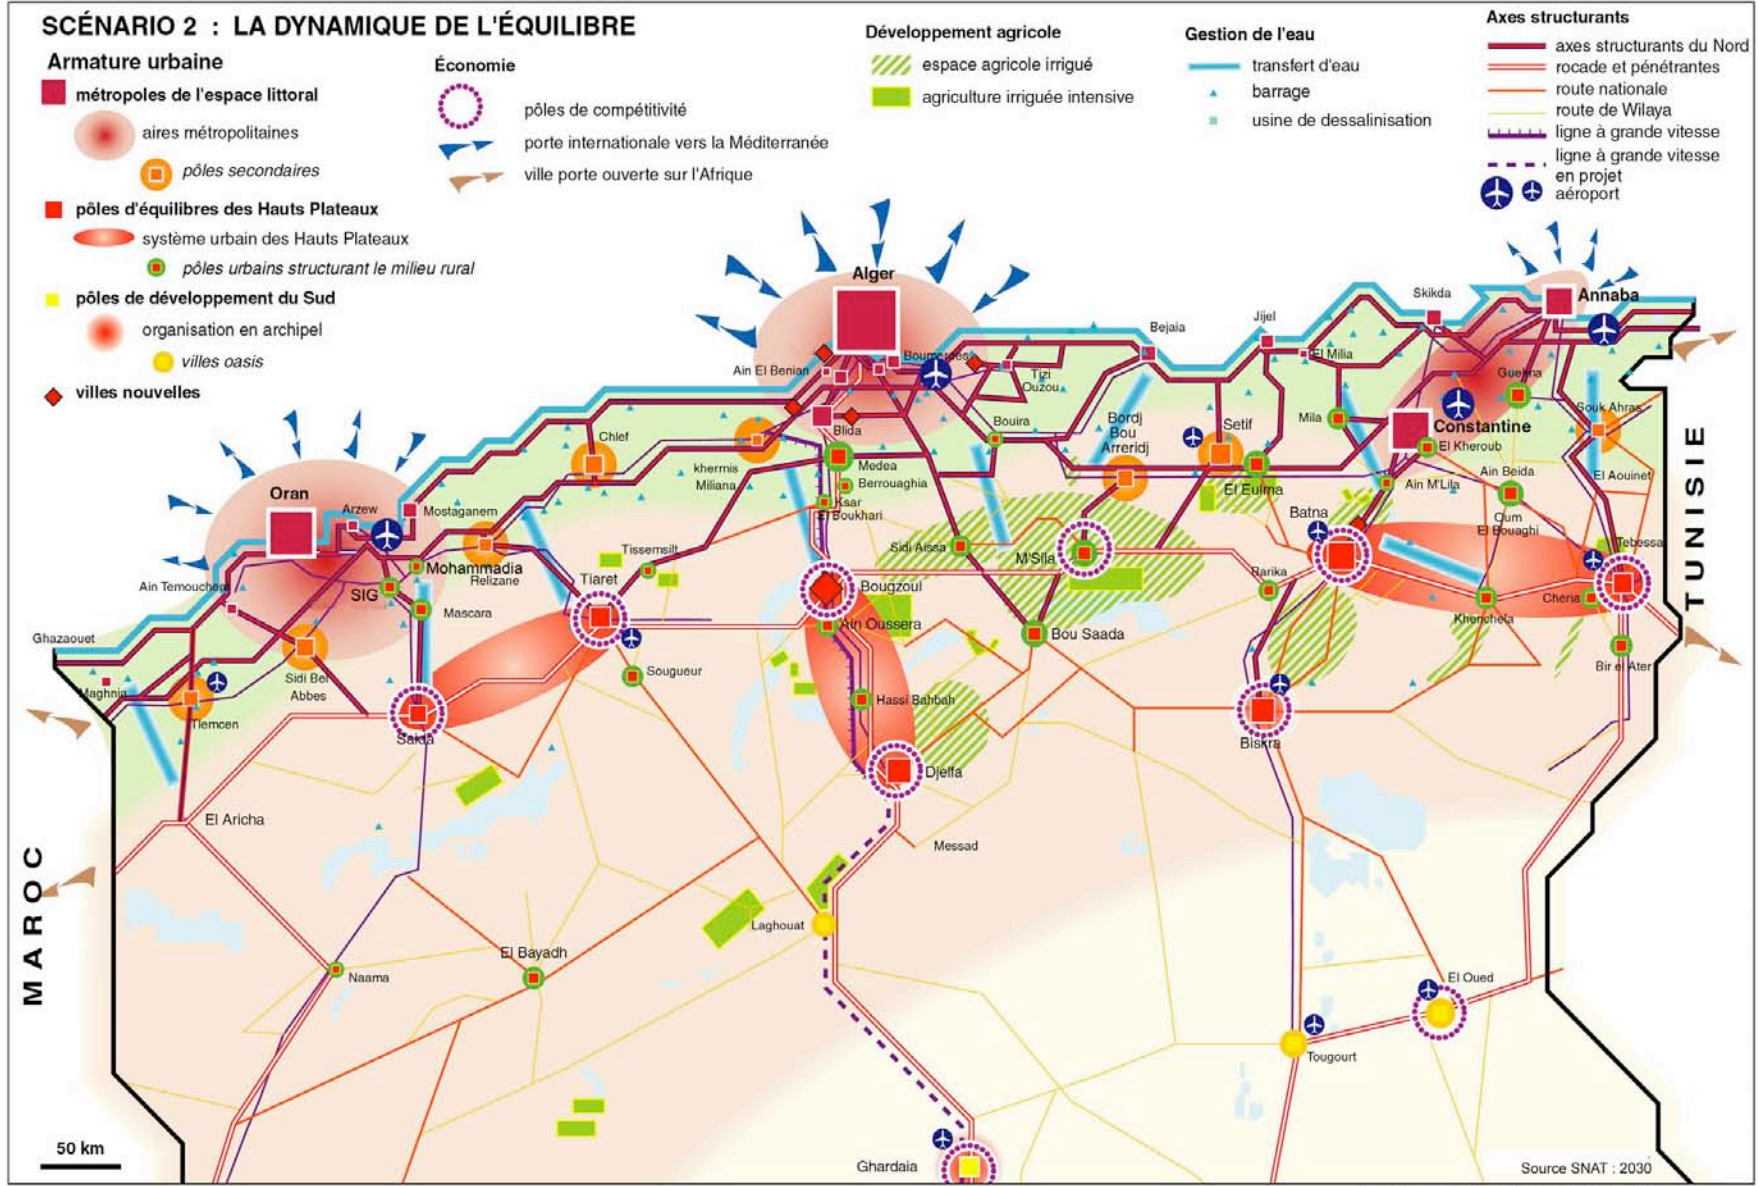 SCÉNARIO 2 : LA DYNAMIQUE DE L'ÉQUILIBRE
Armature urbaine
métropoles de l'espace littoral
aires métropolitaines
pôles secondaires
pôles d'équilibres des Hauts Plateaux
système urbain des Hauts Plateaux
pôles urbains structurant le milieu rural
pôles de développement du Sud
organisation en archipel
villes oasis
villes nouvelles
Économie
pôles de compétitivité
porte internationale vers la Méditerranée
ville porte ouverte sur l'Afrique
Développement agricole
espace agricole irrigué
agriculture irriguée intensive
Gestion de l'eau
transfert d'eau
barrage
usine de dessalinisation
Axes structurants
axes structurants du Nord
rocade et pénétrantes
route nationale
route de Wilaya
ligne à grande vitesse
ligne à grande vitesse
en projet
aéroport
Alger
Annaba
Skikda
Jijel
Bejaia
El Milia
Boumerdes
Ain El Benian
Tizi
Ouzou
Guelma
Souk Ahras
Mila
Constantine
El Kheroub
Setif
Bordj
Bou
Arreridj
Bouira
Blida
Chlef
khermis
Miliana
Medea
Berrouaghia
Ksar
El Boukhari
El Eulma
Ain M'Lila
Ain Beida
El Aouinet
Oum
El Bouaghi
Batna
Tebessa
Oran
Arzew
Mostaganem
Mohammadia
Relizane
Tissemsilt
Tiaret
Ain Temouchent
SIG
Mascara
Sidi Aissa
M'Sila
Barika
Bougzoul
Ain Oussera
Bou Saada
Khenchela
Cheria
Bir el Ater
Ghazaouet
Maghnia
Sidi Bel
Abbes
Tlemcen
Sougueur
Saida
Hassi Bahbah
Djelfa
Biskra
El Aricha
Messad
Laghouat
El Bayadh
Naama
El Oued
Tougourt
Ghardaia
MAROC
TUNISIE
50 km
Source SNAT : 2030